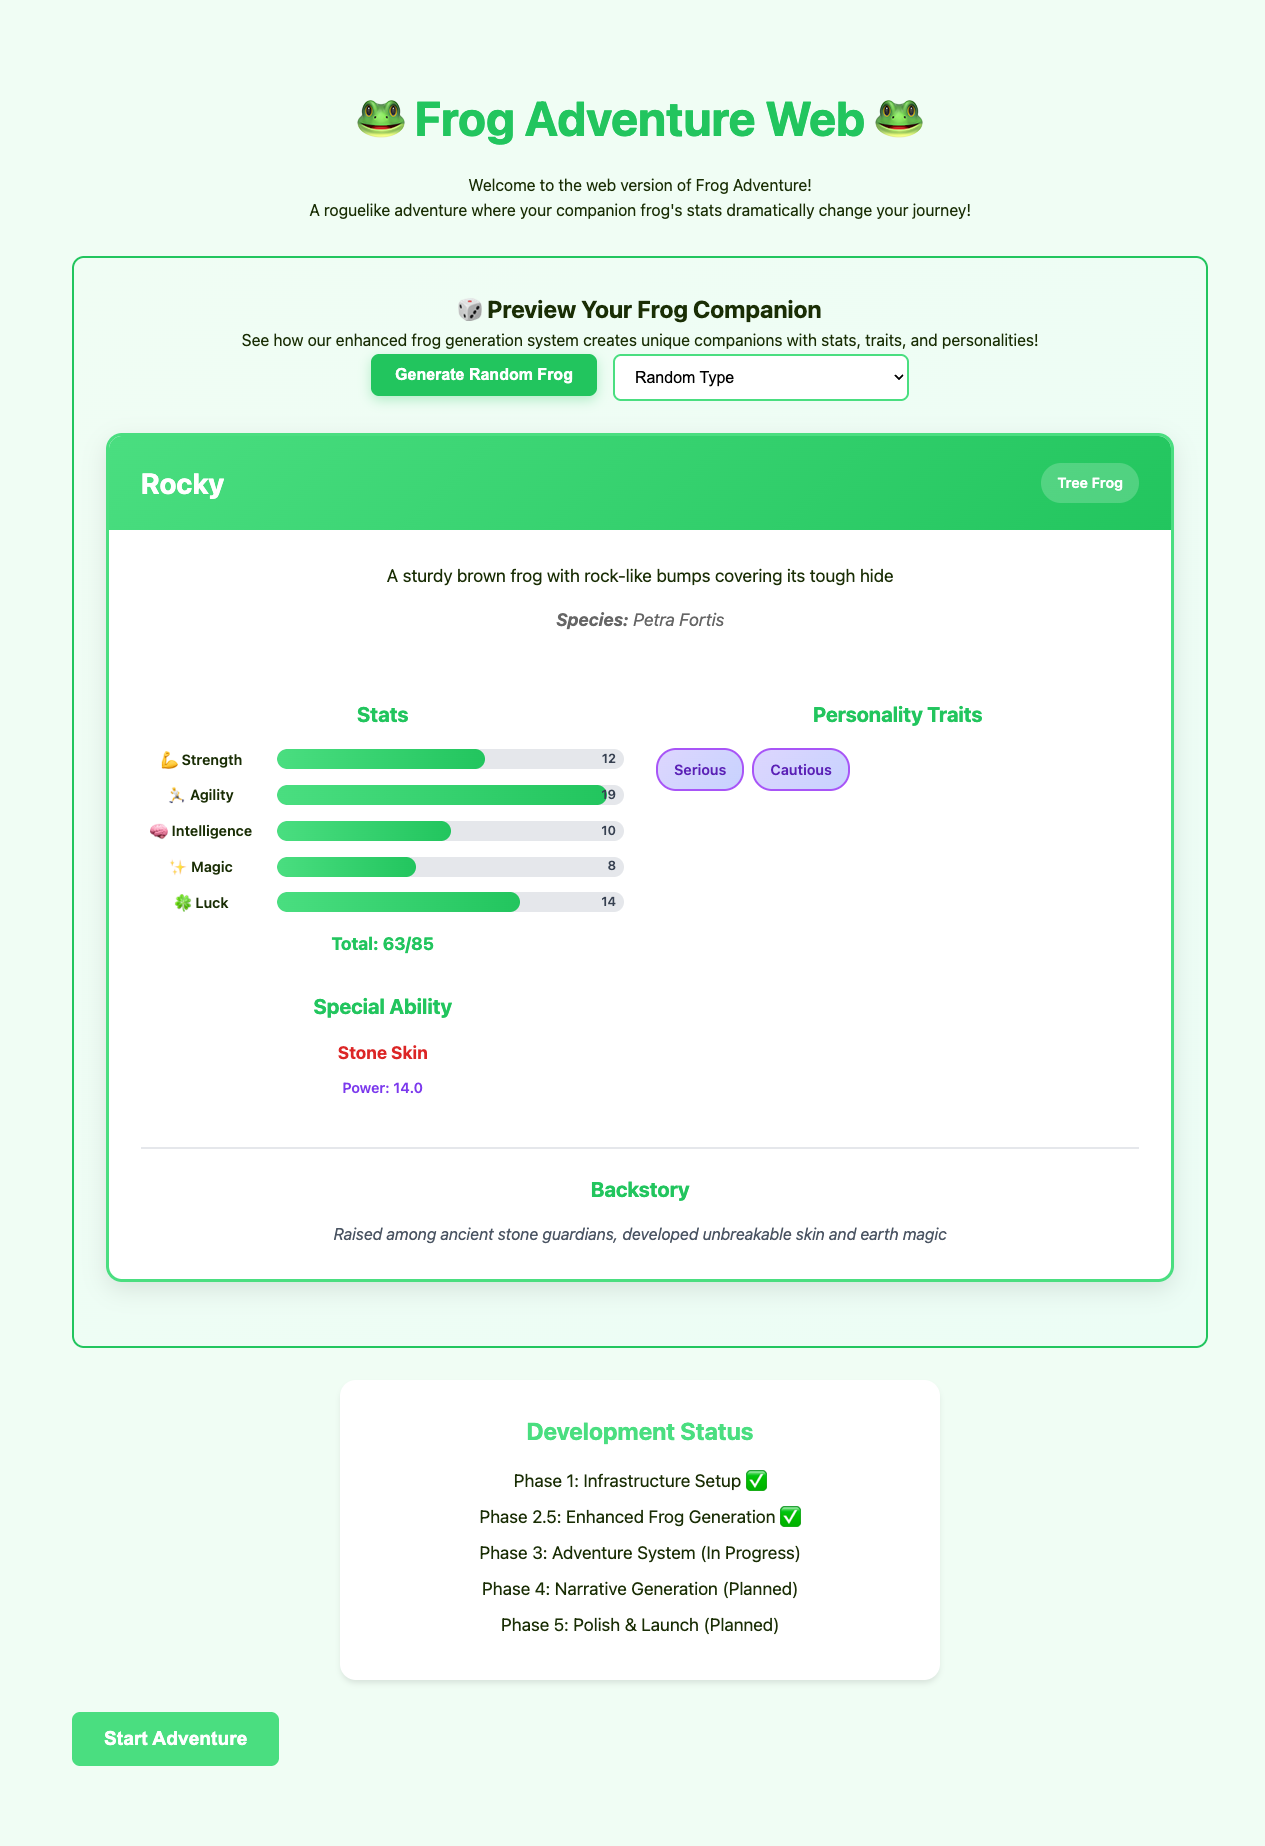 🐸 Frog Adventure Web 🐸
Welcome to the web version of Frog Adventure!
A roguelike adventure where your companion frog's stats dramatically change your journey!
🎲 Preview Your Frog Companion
See how our enhanced frog generation system creates unique companions with stats, traits, and personalities!
Generate Random Frog
Random Type
Rocky
Tree Frog
A sturdy brown frog with rock-like bumps covering its tough hide
Species: Petra Fortis
Stats
💪 Strength 12
🏃 Agility 19
🧠 Intelligence 10
✨ Magic 8
🍀 Luck 14
Total: 63/85
Personality Traits
Serious
Cautious
Special Ability
Stone Skin
Power: 14.0
Backstory
Raised among ancient stone guardians, developed unbreakable skin and earth magic
Development Status
Phase 1: Infrastructure Setup ✅
Phase 2.5: Enhanced Frog Generation ✅
Phase 3: Adventure System (In Progress)
Phase 4: Narrative Generation (Planned)
Phase 5: Polish & Launch (Planned)
Start Adventure